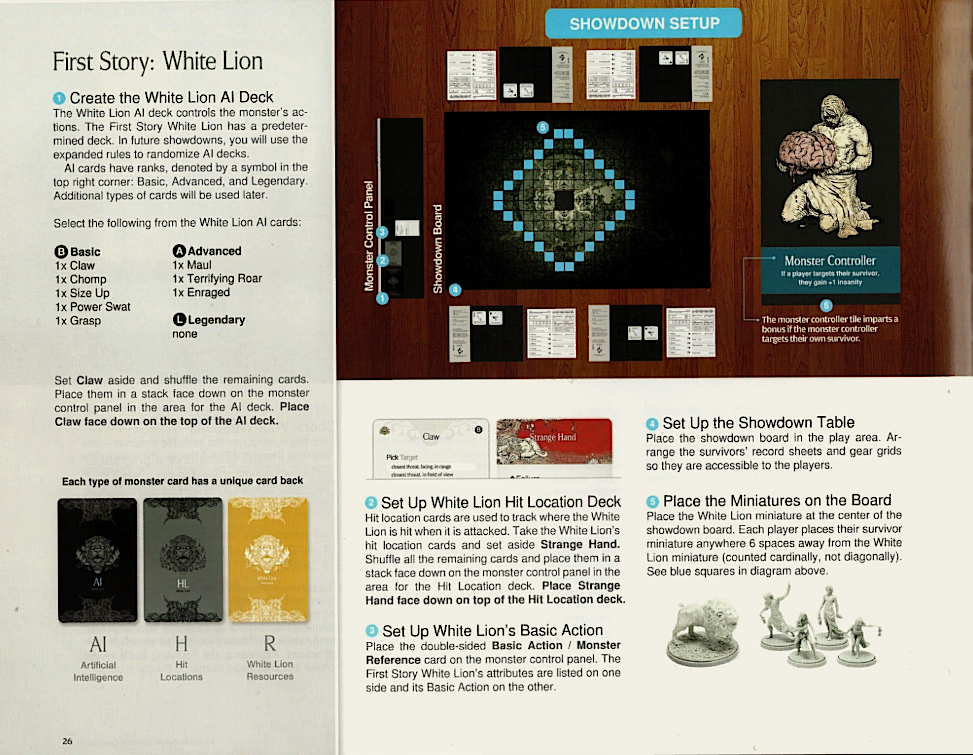 SHOWDOWN SETUP
First Story: White Lion
1 Create the White Lion AI Deck
The White Lion AI deck controls the monster's ac-
tions. The First Story White Lion has a predeter-
mined deck. In future showdowns, you will use the
expanded rules to randomize AI decks.
AI cards have ranks, denoted by a symbol in the
top right corner: Basic, Advanced, and Legendary.
Additional types of cards will be used later.
Select the following from the White Lion AI cards:
B Basic
1x Claw
1x Chomp
1x Size Up
1x Power Swat
1x Grasp
A Advanced
1x Maul
1x Terrifying Roar
1x Enraged
L Legendary
none
Set Claw aside and shuffle the remaining cards.
Place them in a stack face down on the monster
control panel in the area for the AI deck. Place
Claw face down on the top of the AI deck.
Each type of monster card has a unique card back
AI
HL
White Lion
AI
Artificial
Intelligence
H
Hit
Locations
R
White Lion
Resources
26
Monster Control Panel
3
2
1
Showdown Board
4
5
Monster Controller
If a player targets their survivor,
they gain +1 insanity
6
The monster controller tile imparts a
bonus if the monster controller
targets their own survivor.
Claw
B
Pick Target
closest threat, facing, in range
closest threat, in field of view
Strange Hand
Failure
2 Set Up White Lion Hit Location Deck
Hit location cards are used to track where the White
Lion is hit when it is attacked. Take the White Lion's
hit location cards and set aside Strange Hand.
Shuffle all the remaining cards and place them in a
stack face down on the monster control panel in the
area for the Hit Location deck. Place Strange
Hand face down on top of the Hit Location deck.
3 Set Up White Lion's Basic Action
Place the double-sided Basic Action / Monster
Reference card on the monster control panel. The
First Story White Lion's attributes are listed on one
side and its Basic Action on the other.
4 Set Up the Showdown Table
Place the showdown board in the play area. Ar-
range the survivors' record sheets and gear grids
so they are accessible to the players.
5 Place the Miniatures on the Board
Place the White Lion miniature at the center of the
showdown board. Each player places their survivor
miniature anywhere 6 spaces away from the White
Lion miniature (counted cardinally, not diagonally).
See blue squares in diagram above.